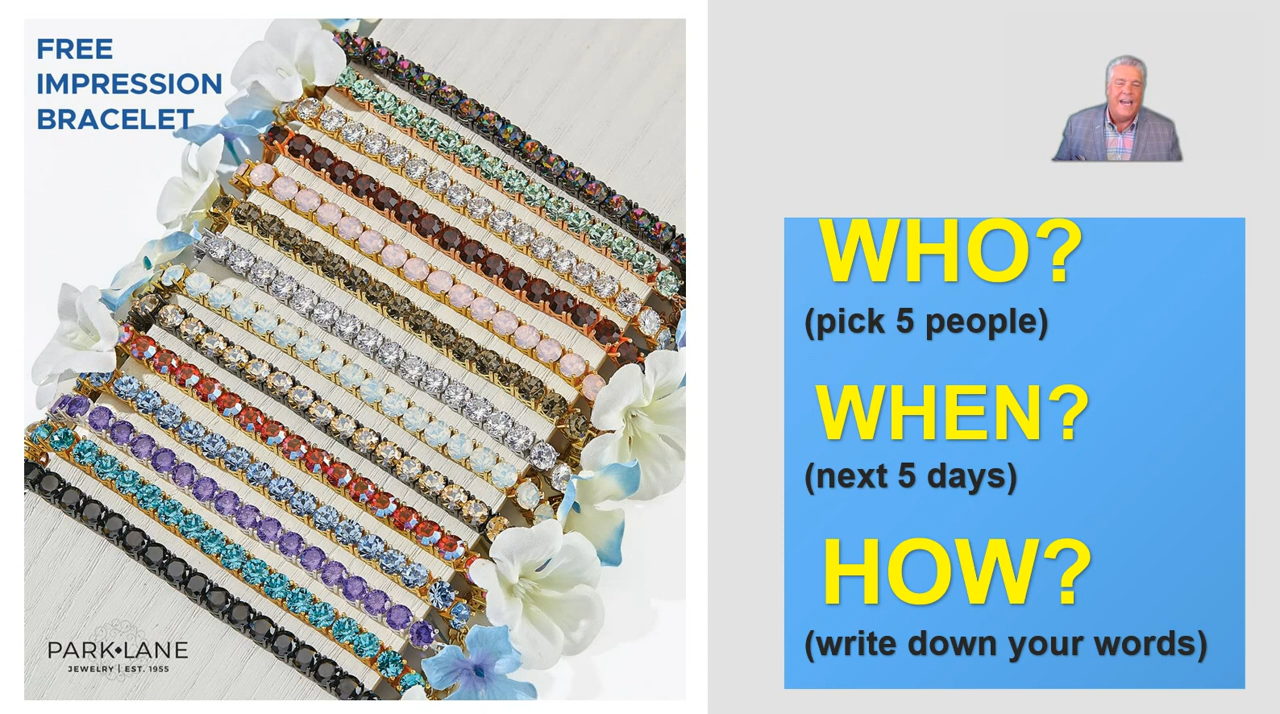 FREE
IMPRESSION
BRACELET
PARK LANE
JEWELRY | EST. 1955
WHO?
(pick 5 people)
WHEN?
(next 5 days)
HOW?
(write down your words)